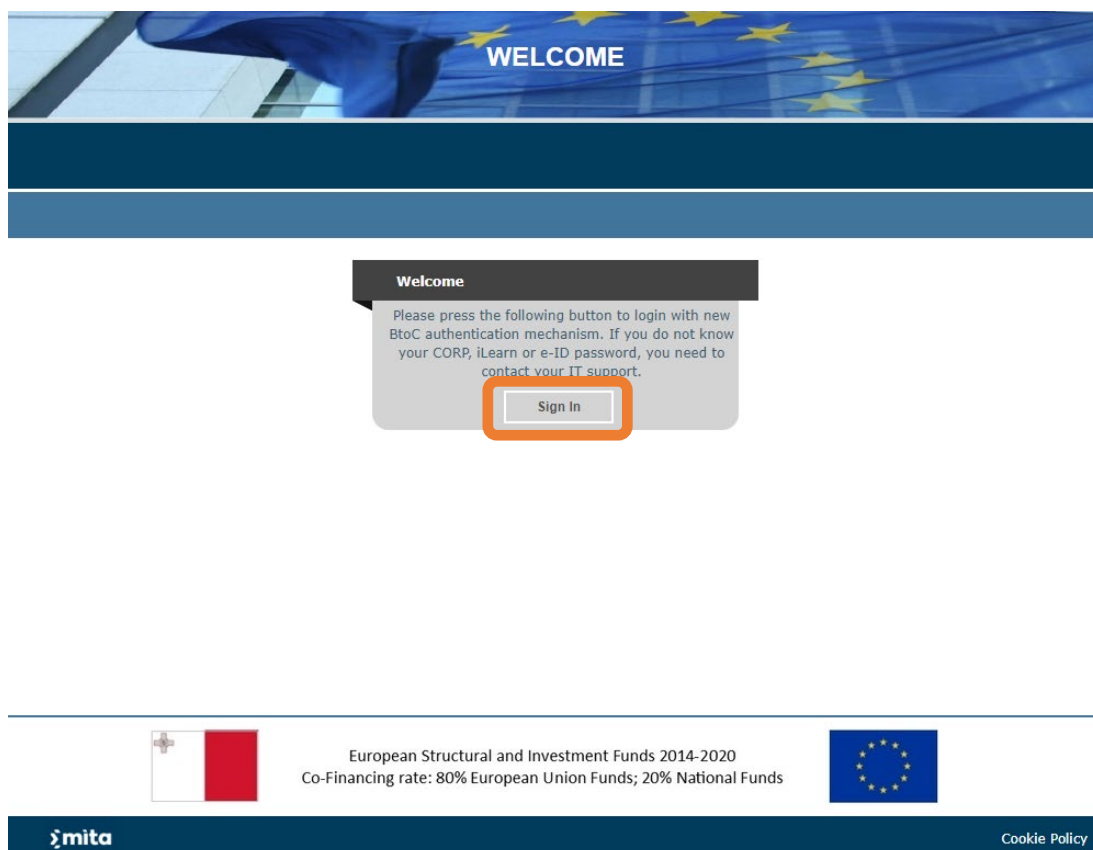 WELCOME
Welcome
Please press the following button to login with new
BtoC authentication mechanism. If you do not know
your CORP, iLearn or e-ID password, you need to
contact your IT support.
Sign In
European Structural and Investment Funds 2014-2020
Co-Financing rate: 80% European Union Funds; 20% National Funds
mita
Cookie Policy